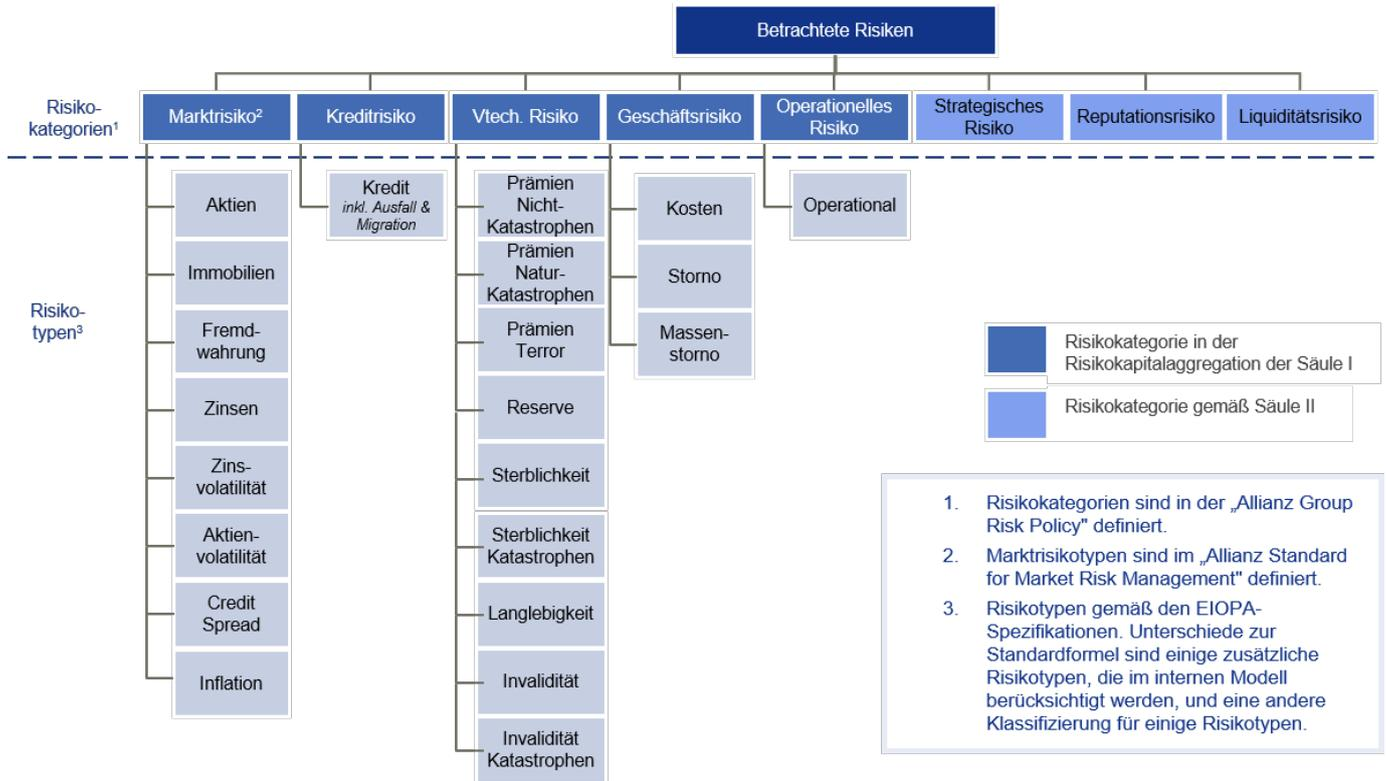 Betrachtete Risiken
Risiko-
kategorien¹
Marktrisiko²
Kreditrisiko
Vtech. Risiko
Geschäftsrisiko
Operationelles
Risiko
Strategisches
Risiko
Reputationsrisiko
Liquiditätsrisiko
Risiko-
typen³
Aktien
Immobilien
Fremd-
wahrung
Zinsen
Zins-
volatilität
Aktien-
volatilität
Credit
Spread
Inflation
Kredit
inkl. Ausfall &
Migration
Prämien
Nicht-
Katastrophen
Prämien
Natur-
Katastrophen
Prämien
Terror
Reserve
Sterblichkeit
Sterblichkeit
Katastrophen
Langlebigkeit
Invalidität
Invalidität
Katastrophen
Kosten
Storno
Massen-
storno
Operational
Risikokategorie in der
Risikokapitalaggregation der Säule I
Risikokategorie gemäß Säule II
1. Risikokategorien sind in der „Allianz Group
Risk Policy" definiert.
2. Marktrisikotypen sind im „Allianz Standard
for Market Risk Management" definiert.
3. Risikotypen gemäß den EIOPA-
Spezifikationen. Unterschiede zur
Standardformel sind einige zusätzliche
Risikotypen, die im internen Modell
berücksichtigt werden, und eine andere
Klassifizierung für einige Risikotypen.